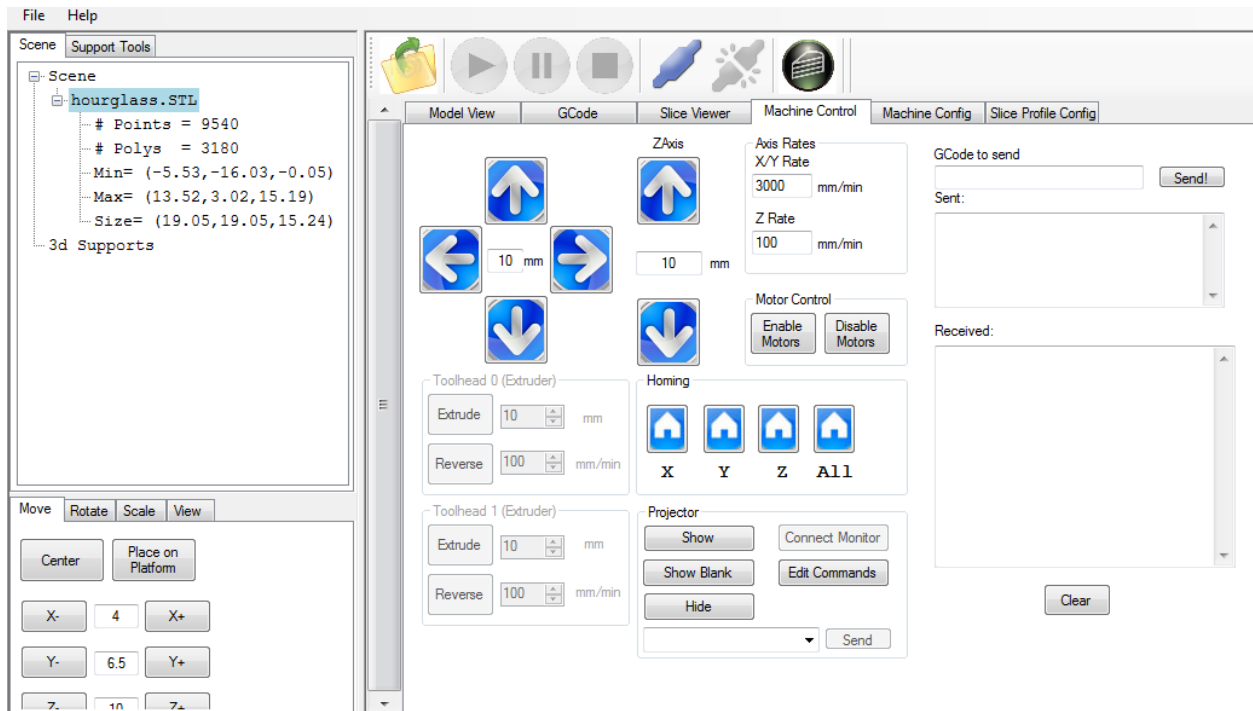 File Help
Scene Support Tools
Scene
hourglass.STL
# Points = 9540
# Polys = 3180
Min= (-5.53,-16.03,-0.05)
Max= (13.52,3.02,15.19)
Size= (19.05,19.05,15.24)
3d Supports
Move Rotate Scale View
Center Place on
Platform
X- 4 X+
Y- 6.5 Y+
Z- 10 Z+
Model View GCode Slice Viewer Machine Control Machine Config Slice Profile Config
10 mm
ZAxis
10 mm
Axis Rates
X/Y Rate
3000 mm/min
Z Rate
100 mm/min
Motor Control
Enable
Motors
Disable
Motors
Toolhead 0 (Extruder)
Extrude 10 mm
Reverse 100 mm/min
Homing
X Y Z All
Toolhead 1 (Extruder)
Extrude 10 mm
Reverse 100 mm/min
Projector
Show Connect Monitor
Show Blank Edit Commands
Hide
Send
GCode to send
Send!
Sent:
Received:
Clear